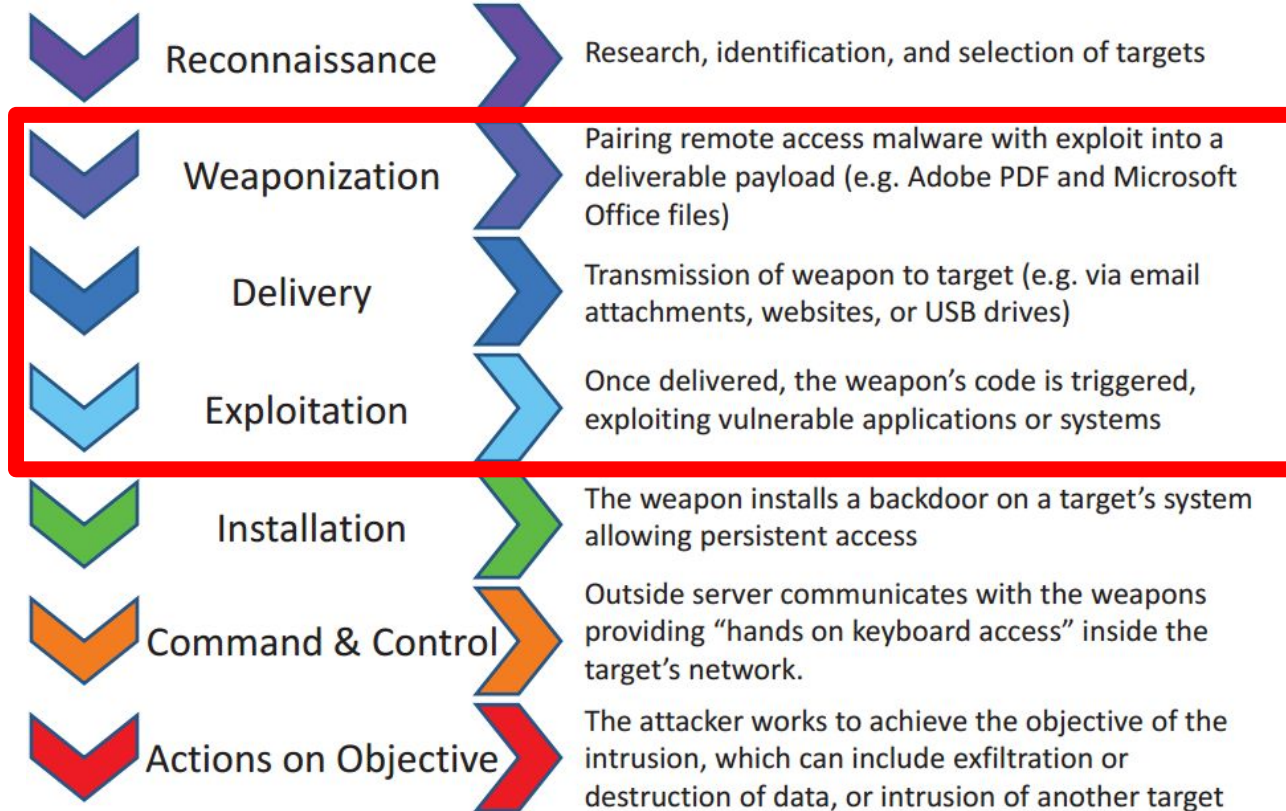 Reconnaissance
Research, identification, and selection of targets
Weaponization
Pairing remote access malware with exploit into a
deliverable payload (e.g. Adobe PDF and Microsoft
Office files)
Delivery
Transmission of weapon to target (e.g. via email
attachments, websites, or USB drives)
Exploitation
Once delivered, the weapon’s code is triggered,
exploiting vulnerable applications or systems
Installation
The weapon installs a backdoor on a target’s system
allowing persistent access
Command & Control
Outside server communicates with the weapons
providing “hands on keyboard access” inside the
target’s network.
Actions on Objective
The attacker works to achieve the objective of the
intrusion, which can include exfiltration or
destruction of data, or intrusion of another target